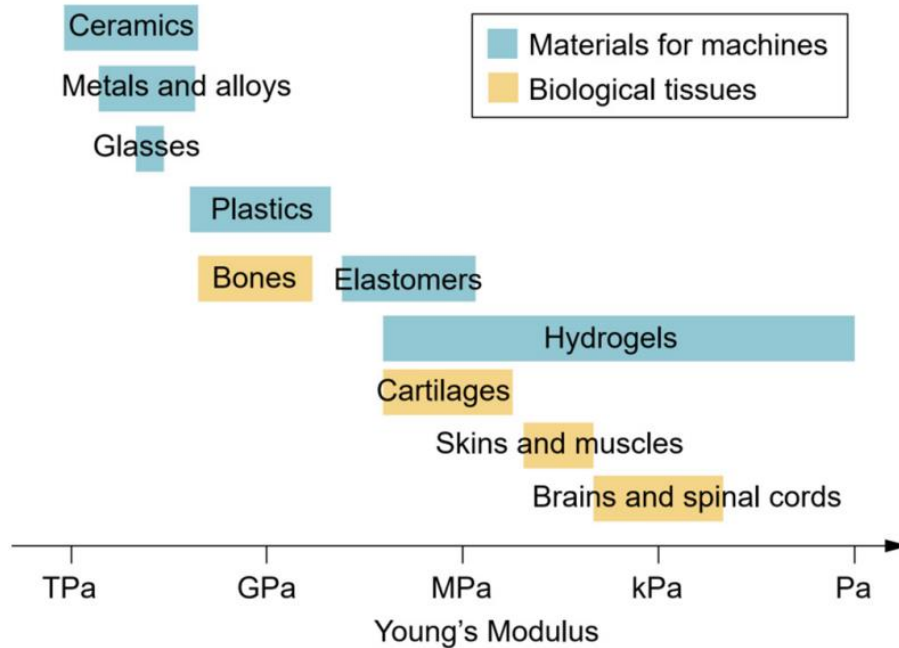 Ceramics
Materials for machines
Metals and alloys
Biological tissues
Glasses
Plastics
Bones
Elastomers
Hydrogels
Cartilages
Skins and muscles
Brains and spinal cords
TPa GPa MPa kPa Pa
Young’s Modulus